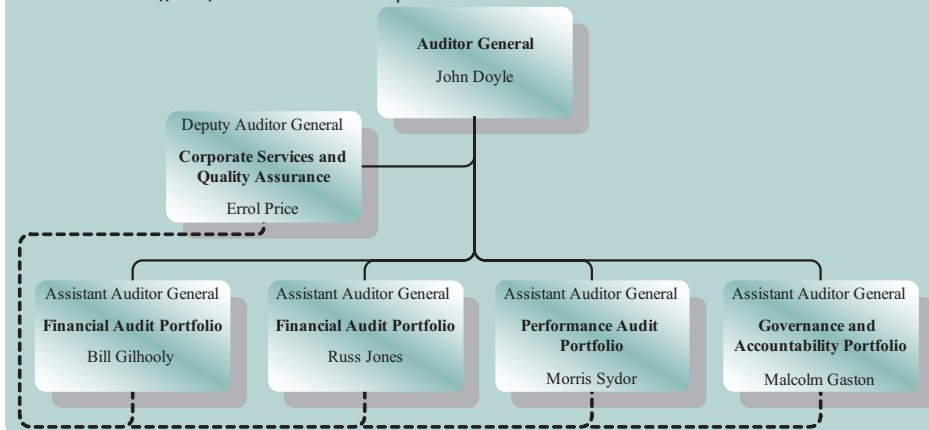 Auditor General
John Doyle
Deputy Auditor General
Corporate Services and
Quality Assurance
Errol Price
Assistant Auditor General
Financial Audit Portfolio
Bill Gilhooly
Assistant Auditor General
Financial Audit Portfolio
Russ Jones
Assistant Auditor General
Performance Audit
Portfolio
Morris Sydor
Assistant Auditor General
Governance and
Accountability Portfolio
Malcolm Gaston